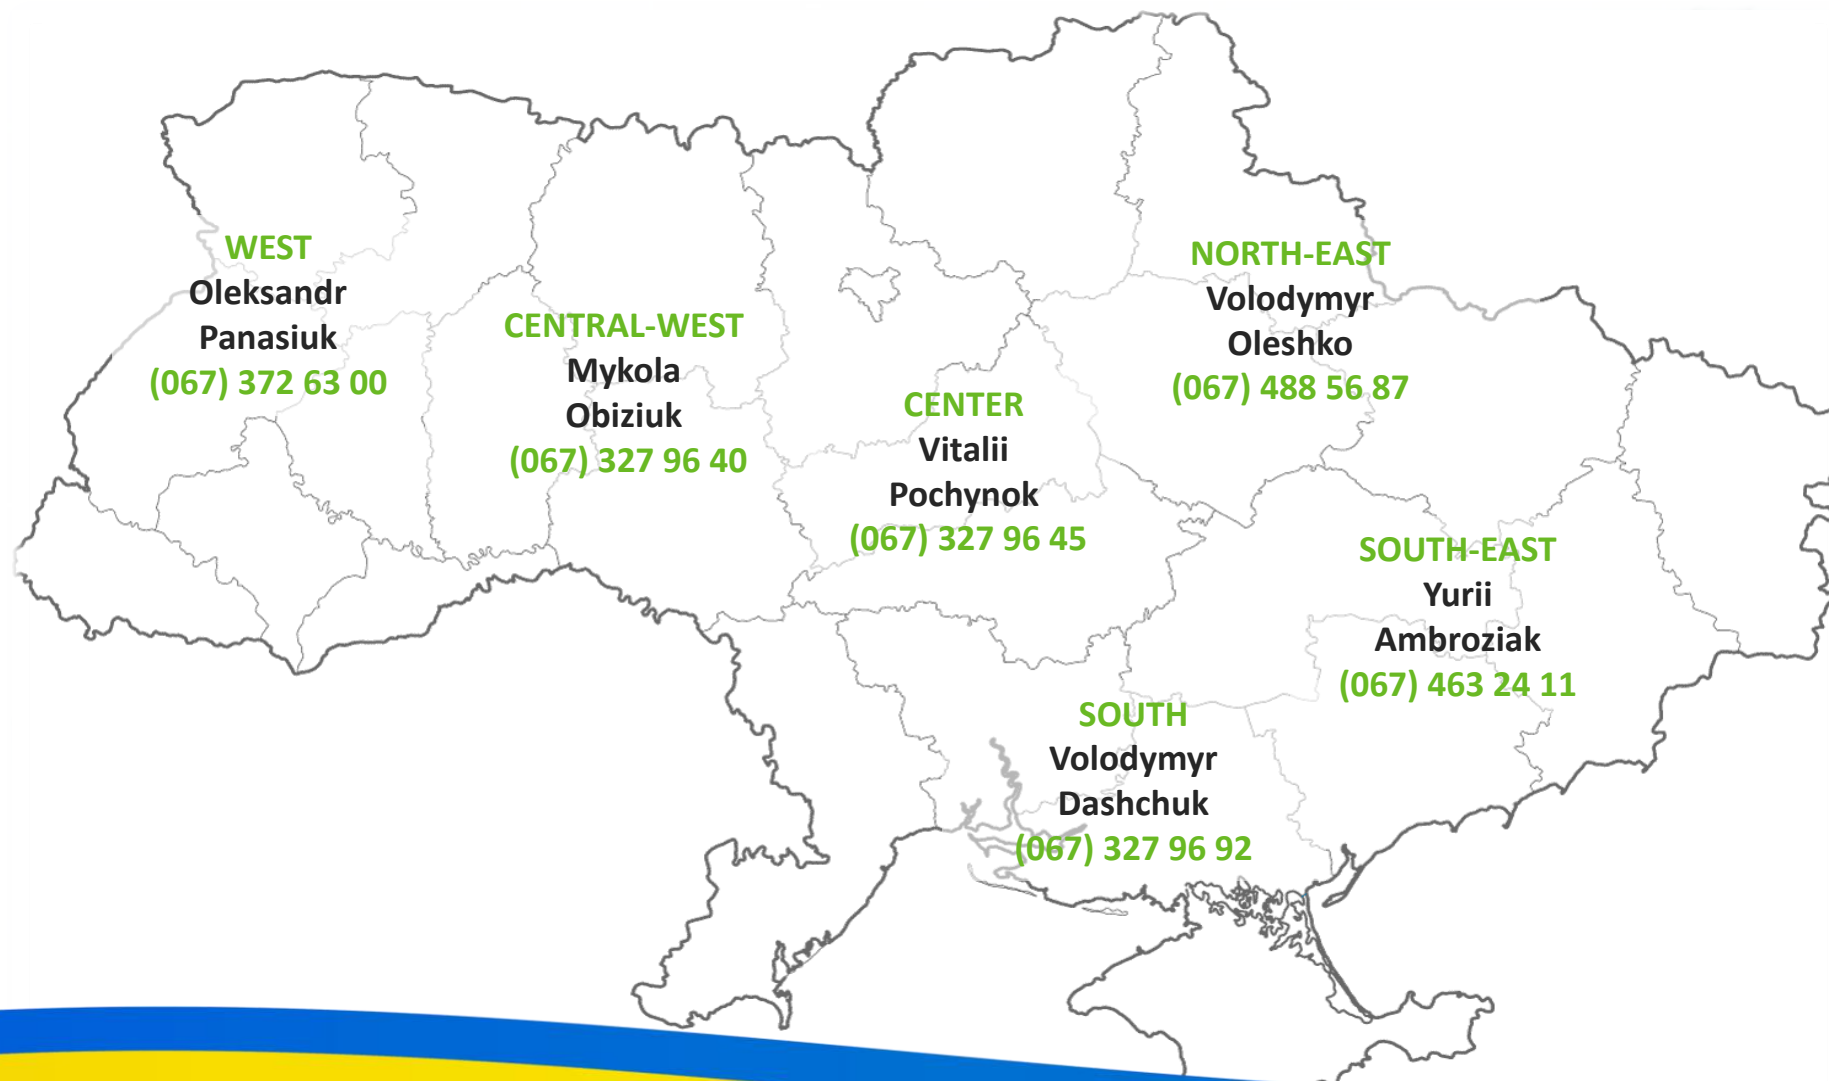 WEST
Oleksandr
Panasiuk
(067) 372 63 00
CENTRAL-WEST
Mykola
Obiziuk
(067) 327 96 40
CENTER
Vitalii
Pochynok
(067) 327 96 45
NORTH-EAST
Volodymyr
Oleshko
(067) 488 56 87
SOUTH-EAST
Yurii
Ambroziak
(067) 463 24 11
SOUTH
Volodymyr
Dashchuk
(067) 327 96 92